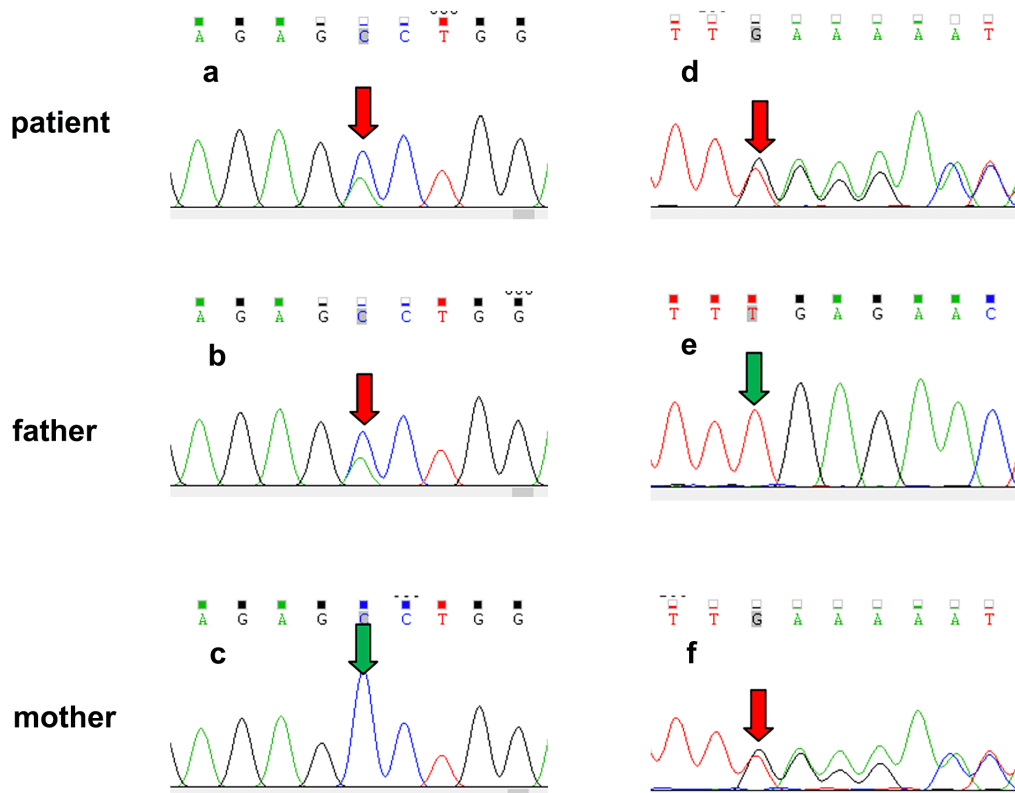 A G A G C C T G G
T T G A A A A A T
a
d
patient
A G A G C C T G G
T T T G A G A A C
b
e
father
A G A G C C T G G
T T G A A A A A T
c
f
mother